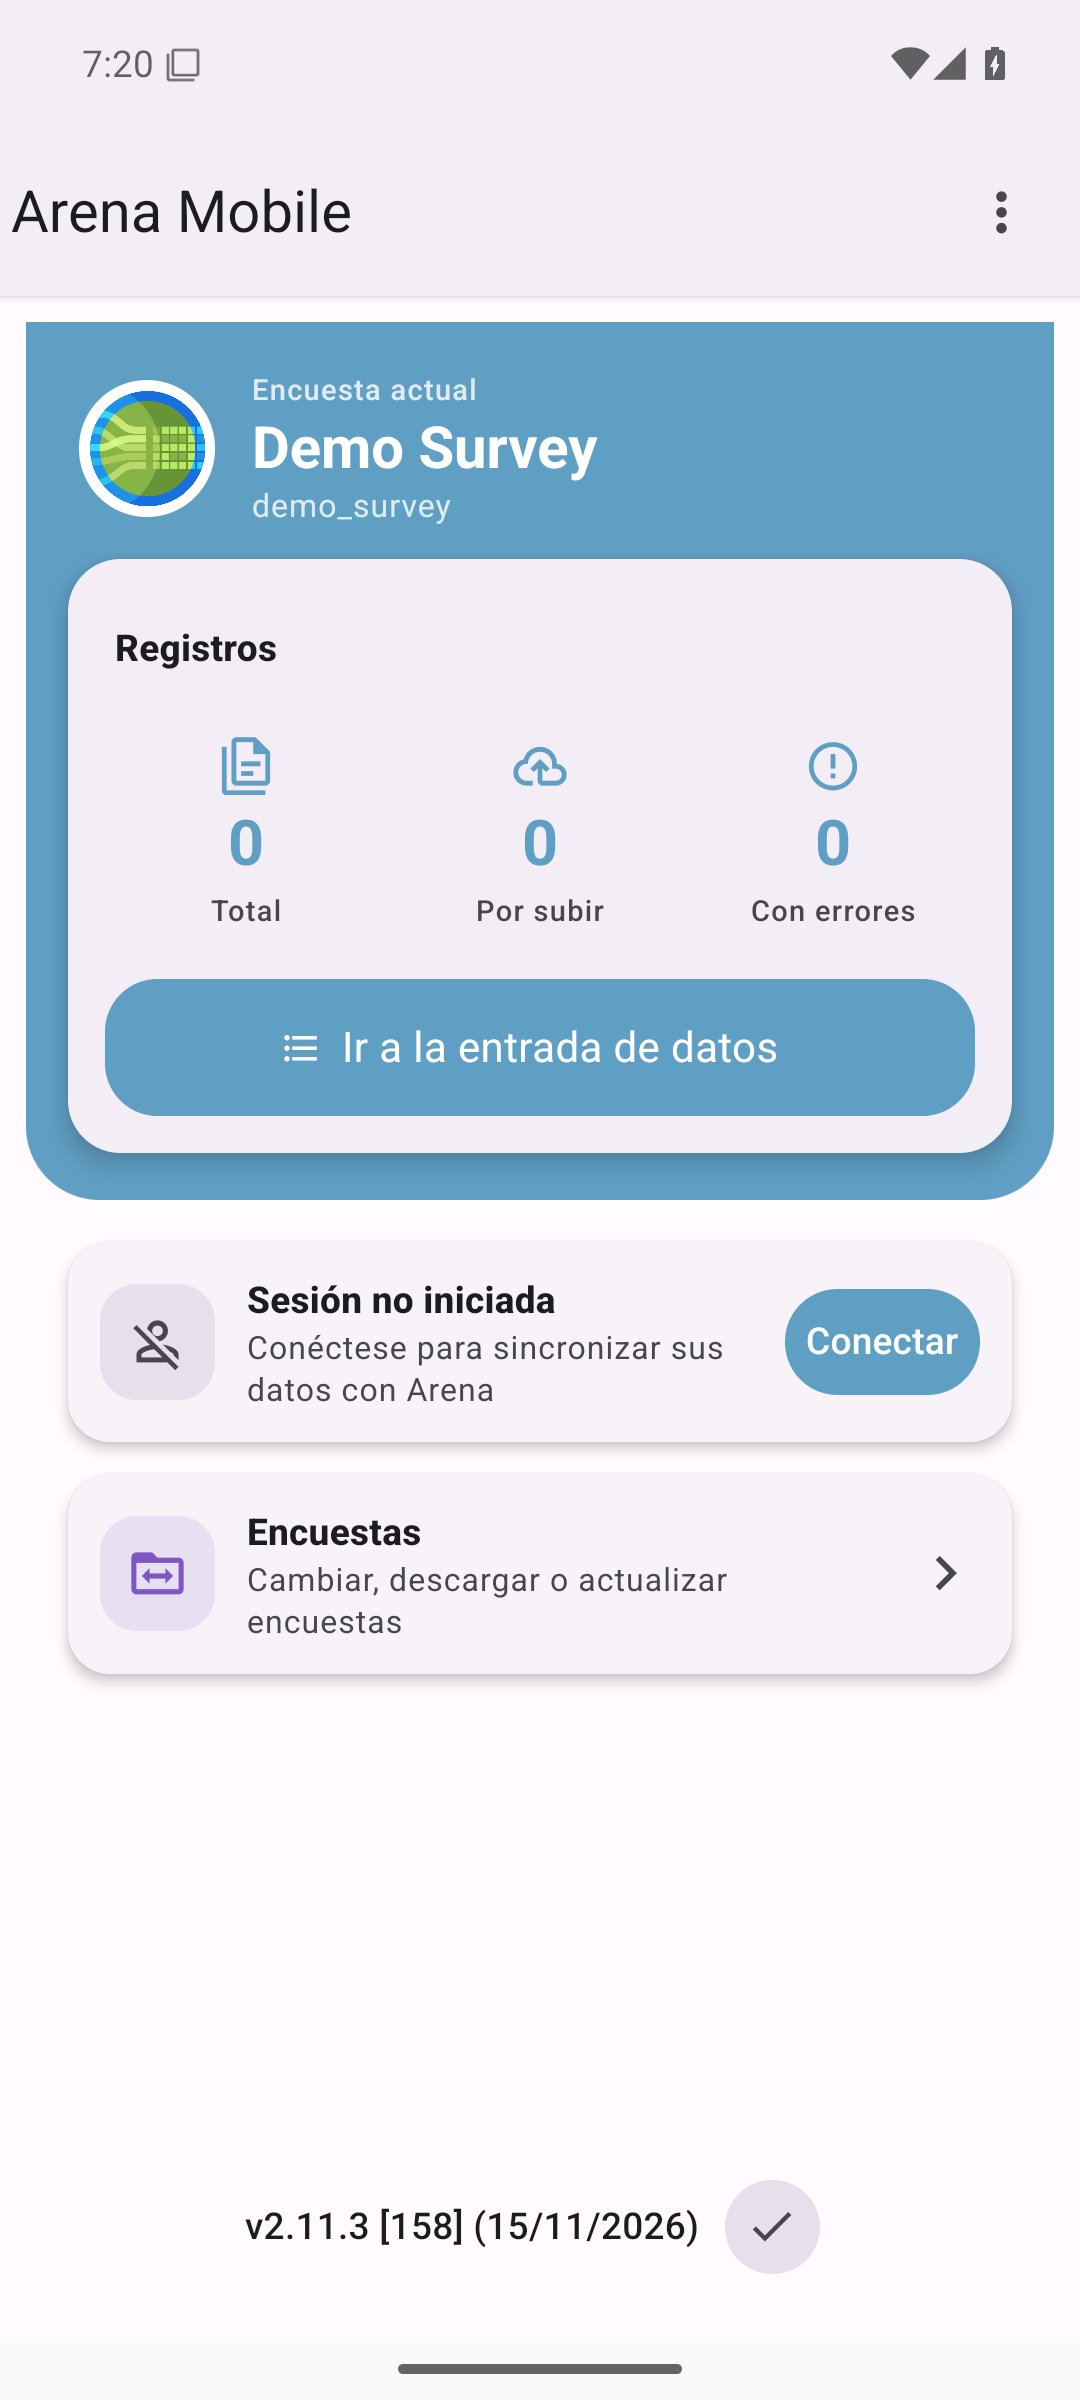 7:20
Arena Mobile
Encuesta actual
Demo Survey
demo_survey
Registros
0
0
0
Total
Por subir
Con errores
Ir a la entrada de datos
Sesión no iniciada
Conéctese para sincronizar sus
datos con Arena
Conectar
Encuestas
Cambiar, descargar o actualizar
encuestas
v2.11.3 [158] (15/11/2026)